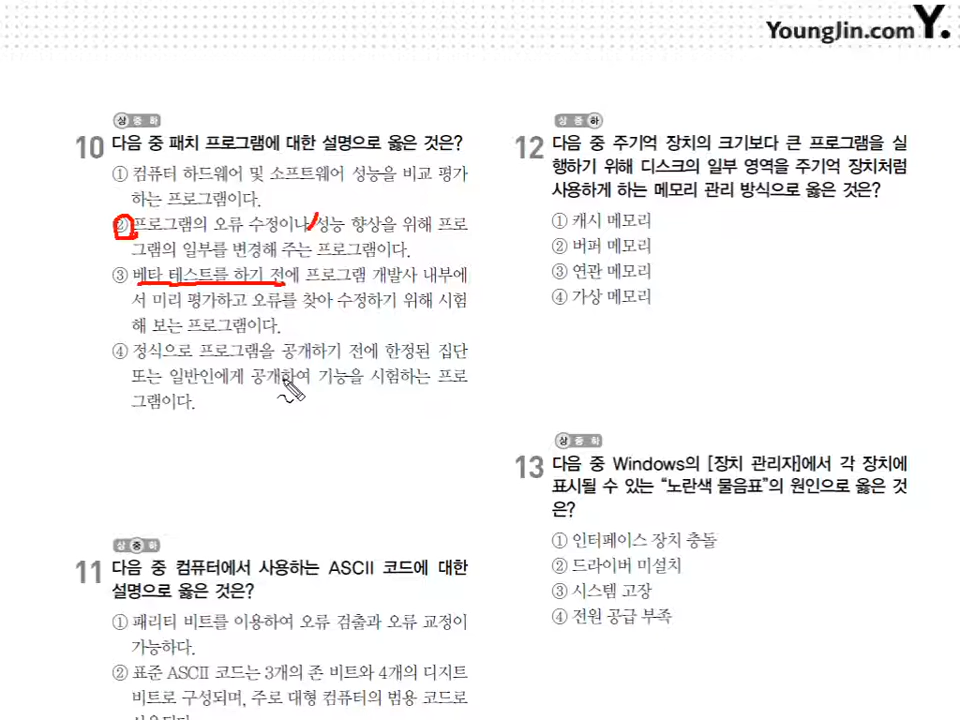 YoungJin.com Y.
상 중 하
10 다음 중 패치 프로그램에 대한 설명으로 옳은 것은?
① 컴퓨터 하드웨어 및 소프트웨어 성능을 비교 평가
하는 프로그램이다.
② 프로그램의 오류 수정이나 성능 향상을 위해 프로
그램의 일부를 변경해 주는 프로그램이다.
③ 베타 테스트를 하기 전에 프로그램 개발사 내부에
서 미리 평가하고 오류를 찾아 수정하기 위해 시험
해 보는 프로그램이다.
④ 정식으로 프로그램을 공개하기 전에 한정된 집단
또는 일반인에게 공개하여 기능을 시험하는 프로
그램이다.
상 중 하
11 다음 중 컴퓨터에서 사용하는 ASCII 코드에 대한
설명으로 옳은 것은?
① 패리티 비트를 이용하여 오류 검출과 오류 교정이
가능하다.
② 표준 ASCII 코드는 3개의 존 비트와 4개의 디지트
비트로 구성되며, 주로 대형 컴퓨터의 범용 코드로
상 중 하
12 다음 중 주기억 장치의 크기보다 큰 프로그램을 실
행하기 위해 디스크의 일부 영역을 주기억 장치처럼
사용하게 하는 메모리 관리 방식으로 옳은 것은?
① 캐시 메모리
② 버퍼 메모리
③ 연관 메모리
④ 가상 메모리
상 중 하
13 다음 중 Windows의 [장치 관리자]에서 각 장치에
표시될 수 있는 “노란색 물음표”의 원인으로 옳은 것
은?
① 인터페이스 장치 충돌
② 드라이버 미설치
③ 시스템 고장
④ 전원 공급 부족